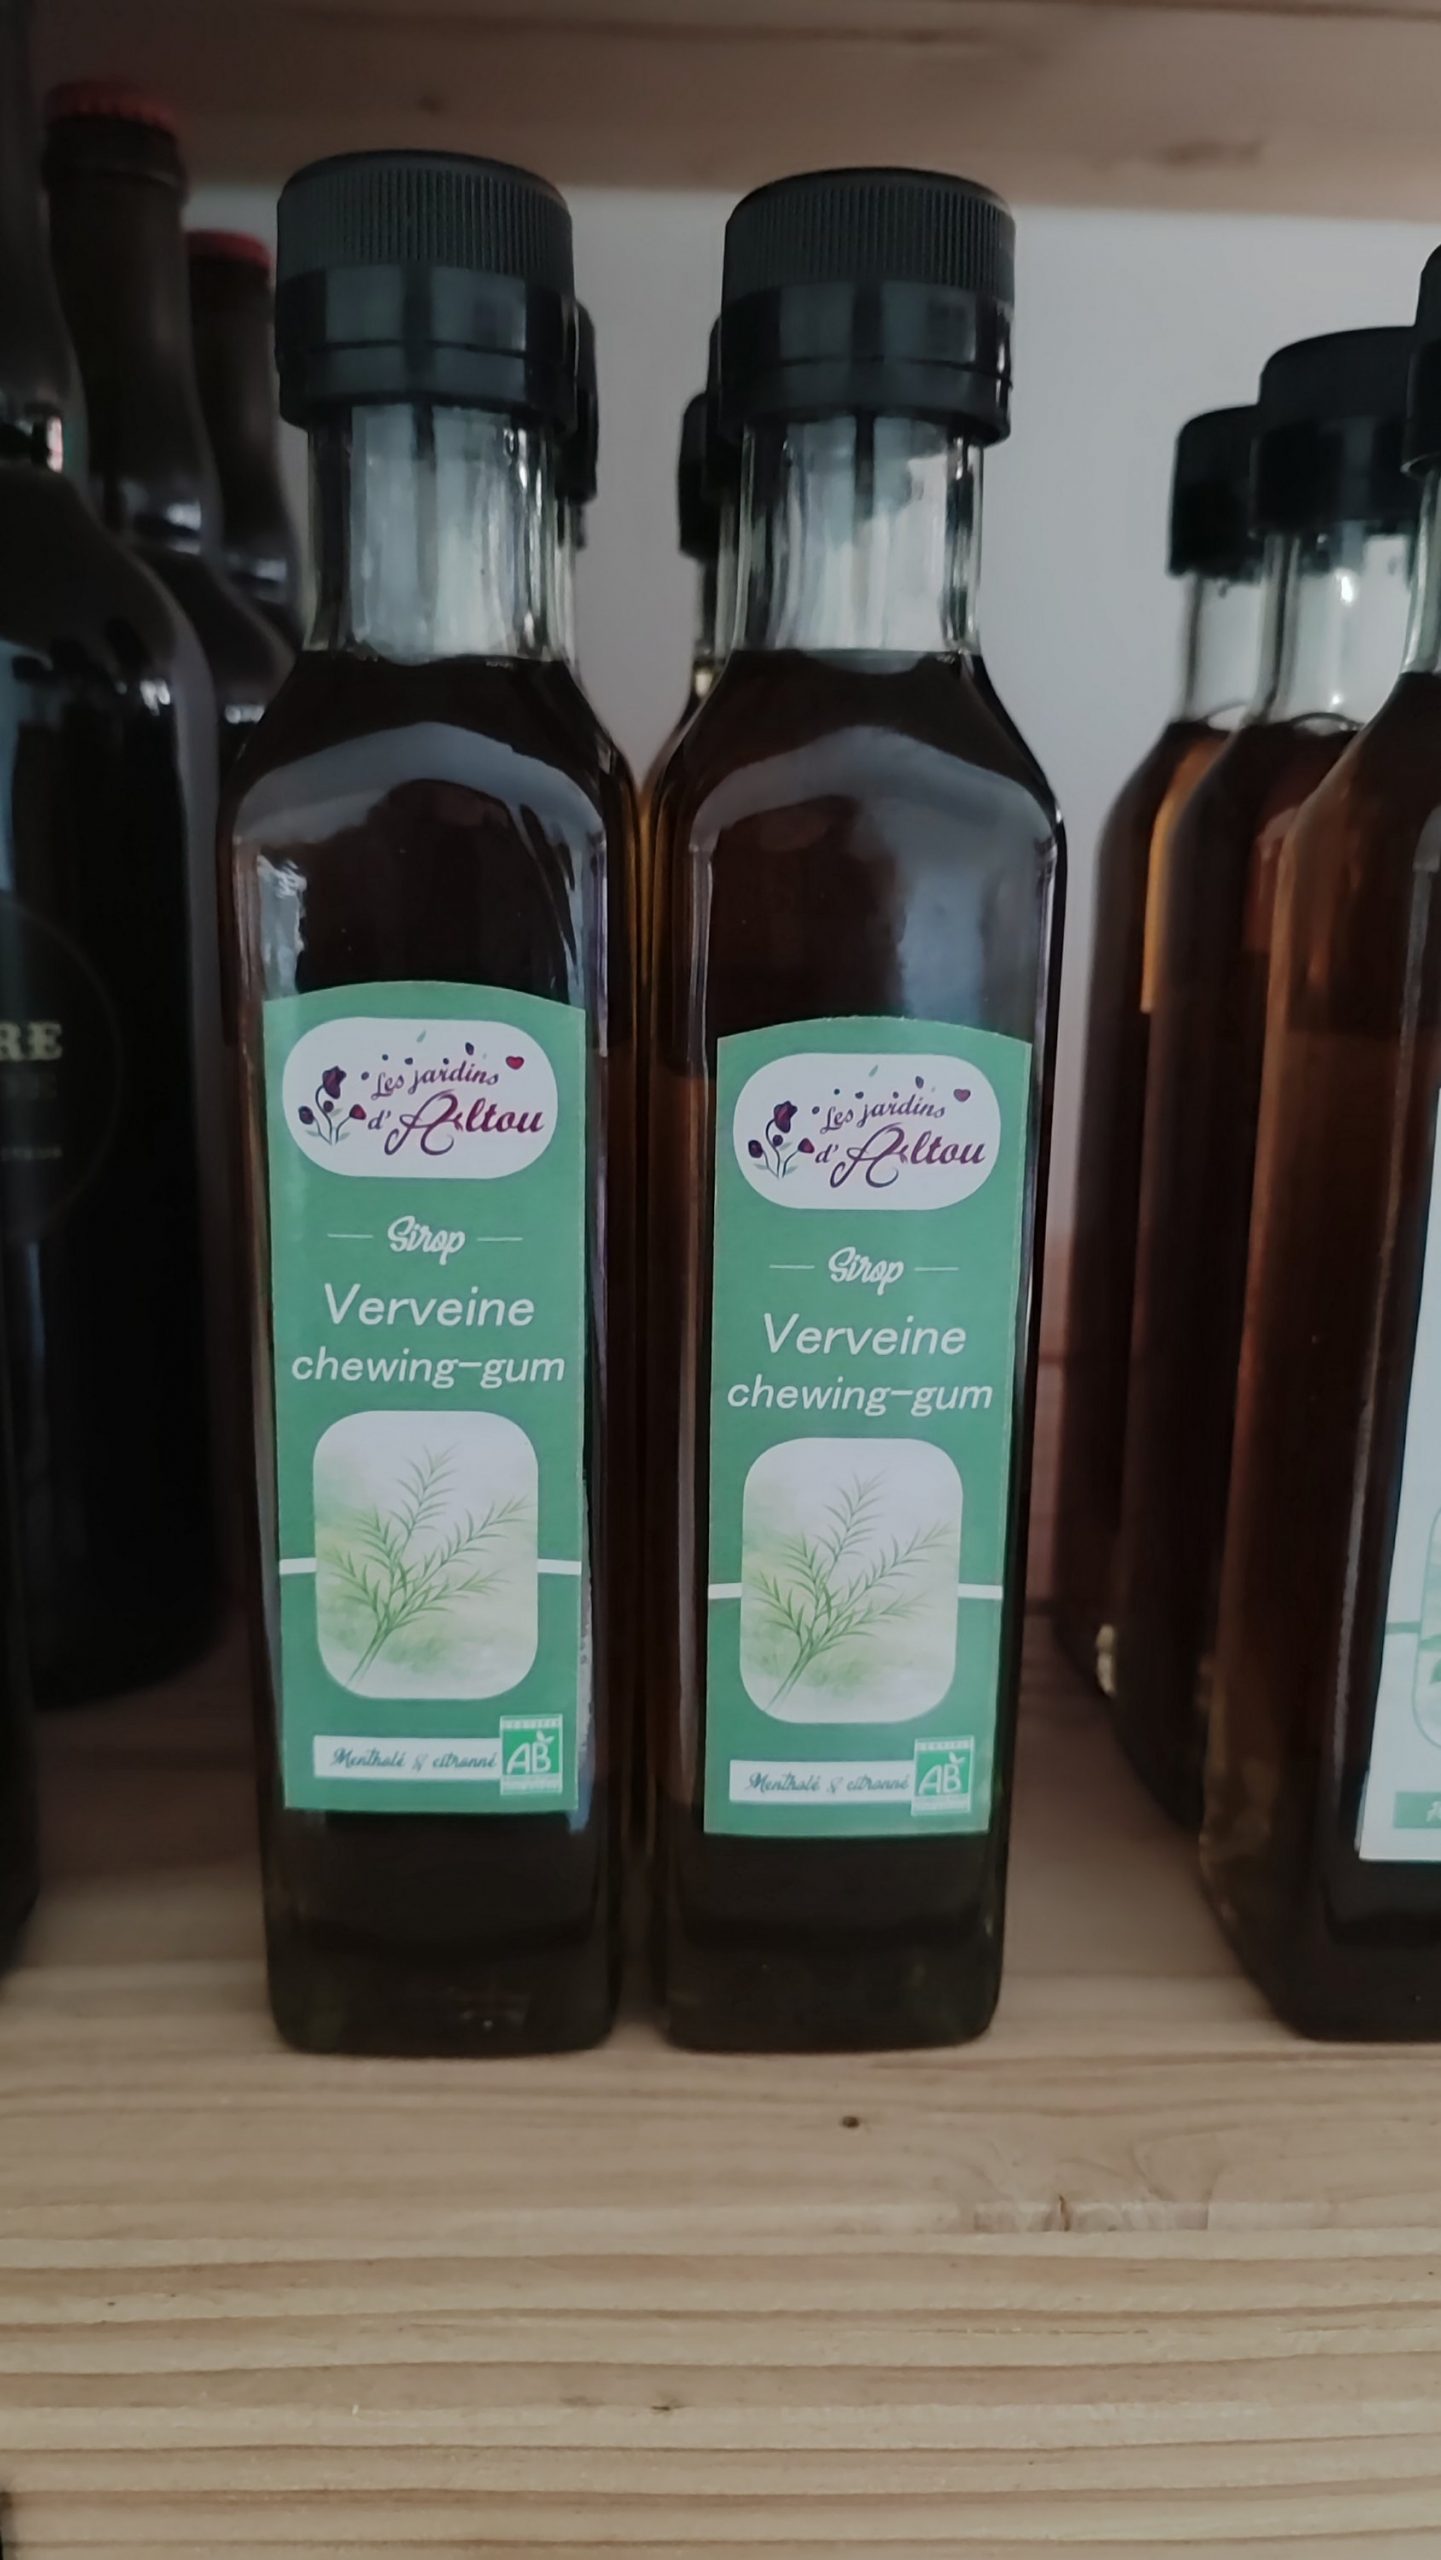 Les jardins
d'Altou
Sirop
Verveine
chewing-gum
Mentholé & citronné
AB
Les jardins
d'Altou
Sirop
Verveine
chewing-gum
Mentholé & citronné
AB